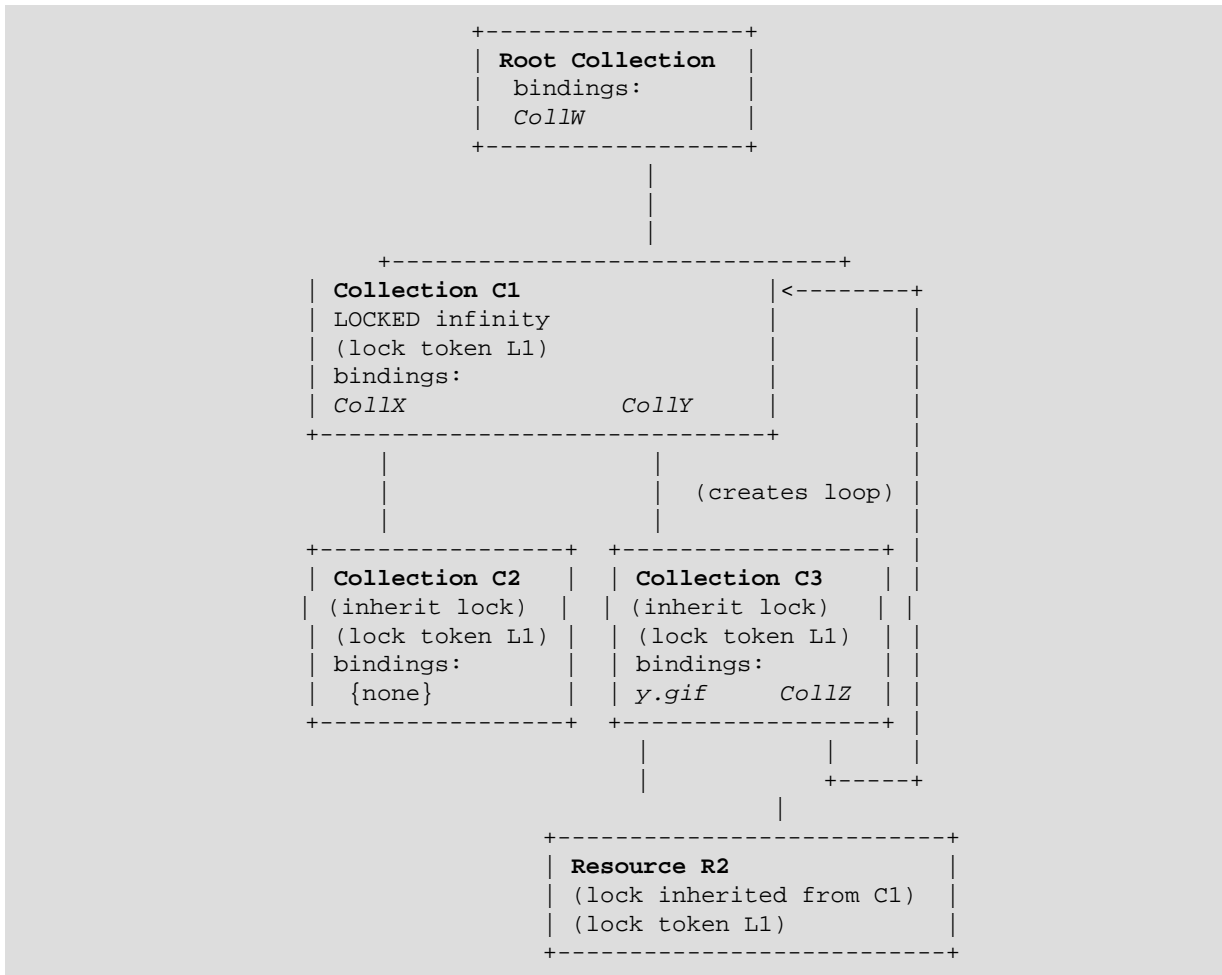 +------------------+
| Root Collection  |
|  bindings:       |
|  CollW           |
+------------------+
|
|
|
+-------------------------------+
| Collection C1                 |<--------+
| LOCKED infinity               |         |
| (lock token L1)               |         |
| bindings:                     |         |
| CollX               CollY     |         |
+-------------------------------+         |
|                  |                 |
|                  |  (creates loop) |
|                  |                 |
+-----------------+  +------------------+ |
| Collection C2   |  | Collection C3    | |
| (inherit lock)  |  | (inherit lock)   | |
| (lock token L1) |  | (lock token L1)  | |
| bindings:       |  | bindings:        | |
|  {none}         |  | y.gif     CollZ  | |
+-----------------+  +------------------+ |
|            |     |
|            +-----+
|
+---------------------------+
| Resource R2               |
| (lock inherited from C1)  |
| (lock token L1)           |
+---------------------------+